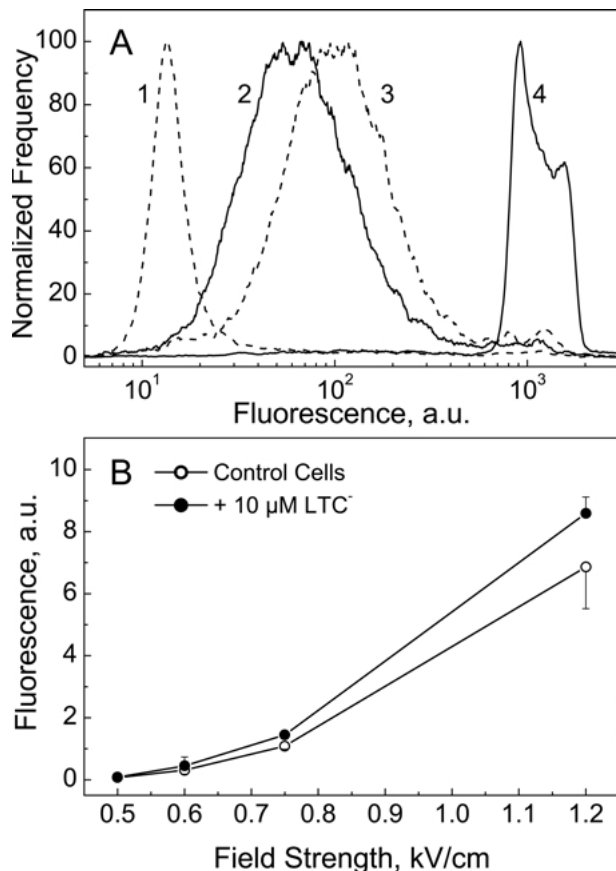 A
1
2
3
4
100
80
60
40
20
0
Normalized Frequency
10¹
10²
10³
Fluorescence, a.u.
B
Control Cells
+ 10 µM LTC⁻
10
8
6
4
2
0
Fluorescence, a.u.
0.5 0.6 0.7 0.8 0.9 1.0 1.1 1.2
Field Strength, kV/cm